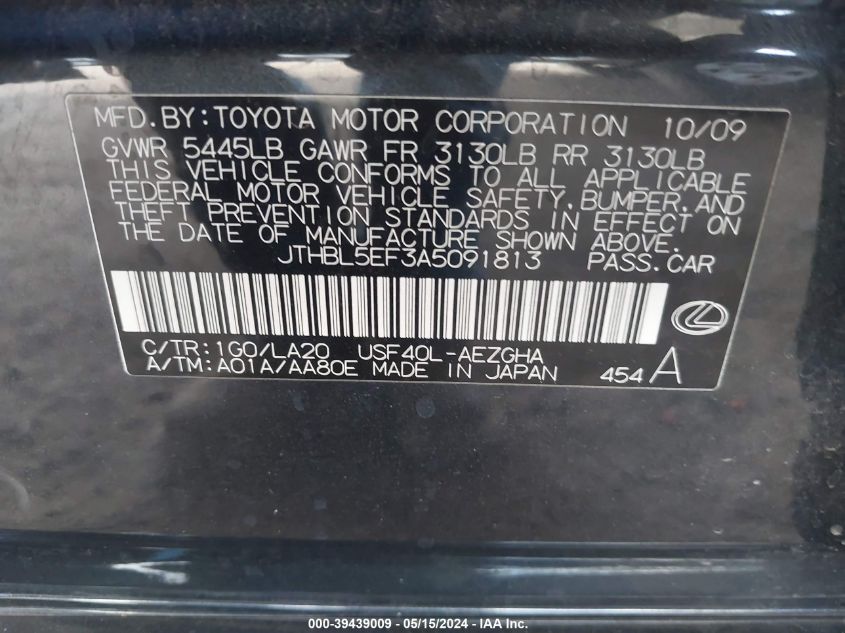 MFD.BY:TOYOTA MOTOR CORPORATION 10/09
GVWR 5445LB GAWR FR 3130LB RR 3130LB
THIS VEHICLE CONFORMS TO ALL APPLICABLE
FEDERAL MOTOR VEHICLE SAFETY,BUMPER,AND
THEFT PREVENTION STANDARDS IN EFFECT ON
THE DATE OF MANUFACTURE SHOWN ABOVE.
JTHBL5EF3A5091813 PASS.CAR
C/TR:1G0/LA20 USF40L-AEZGHA
A/TM:A01A/AA80E MADE IN JAPAN 454 A
000-39439009 - 05/15/2024 - IAA Inc.